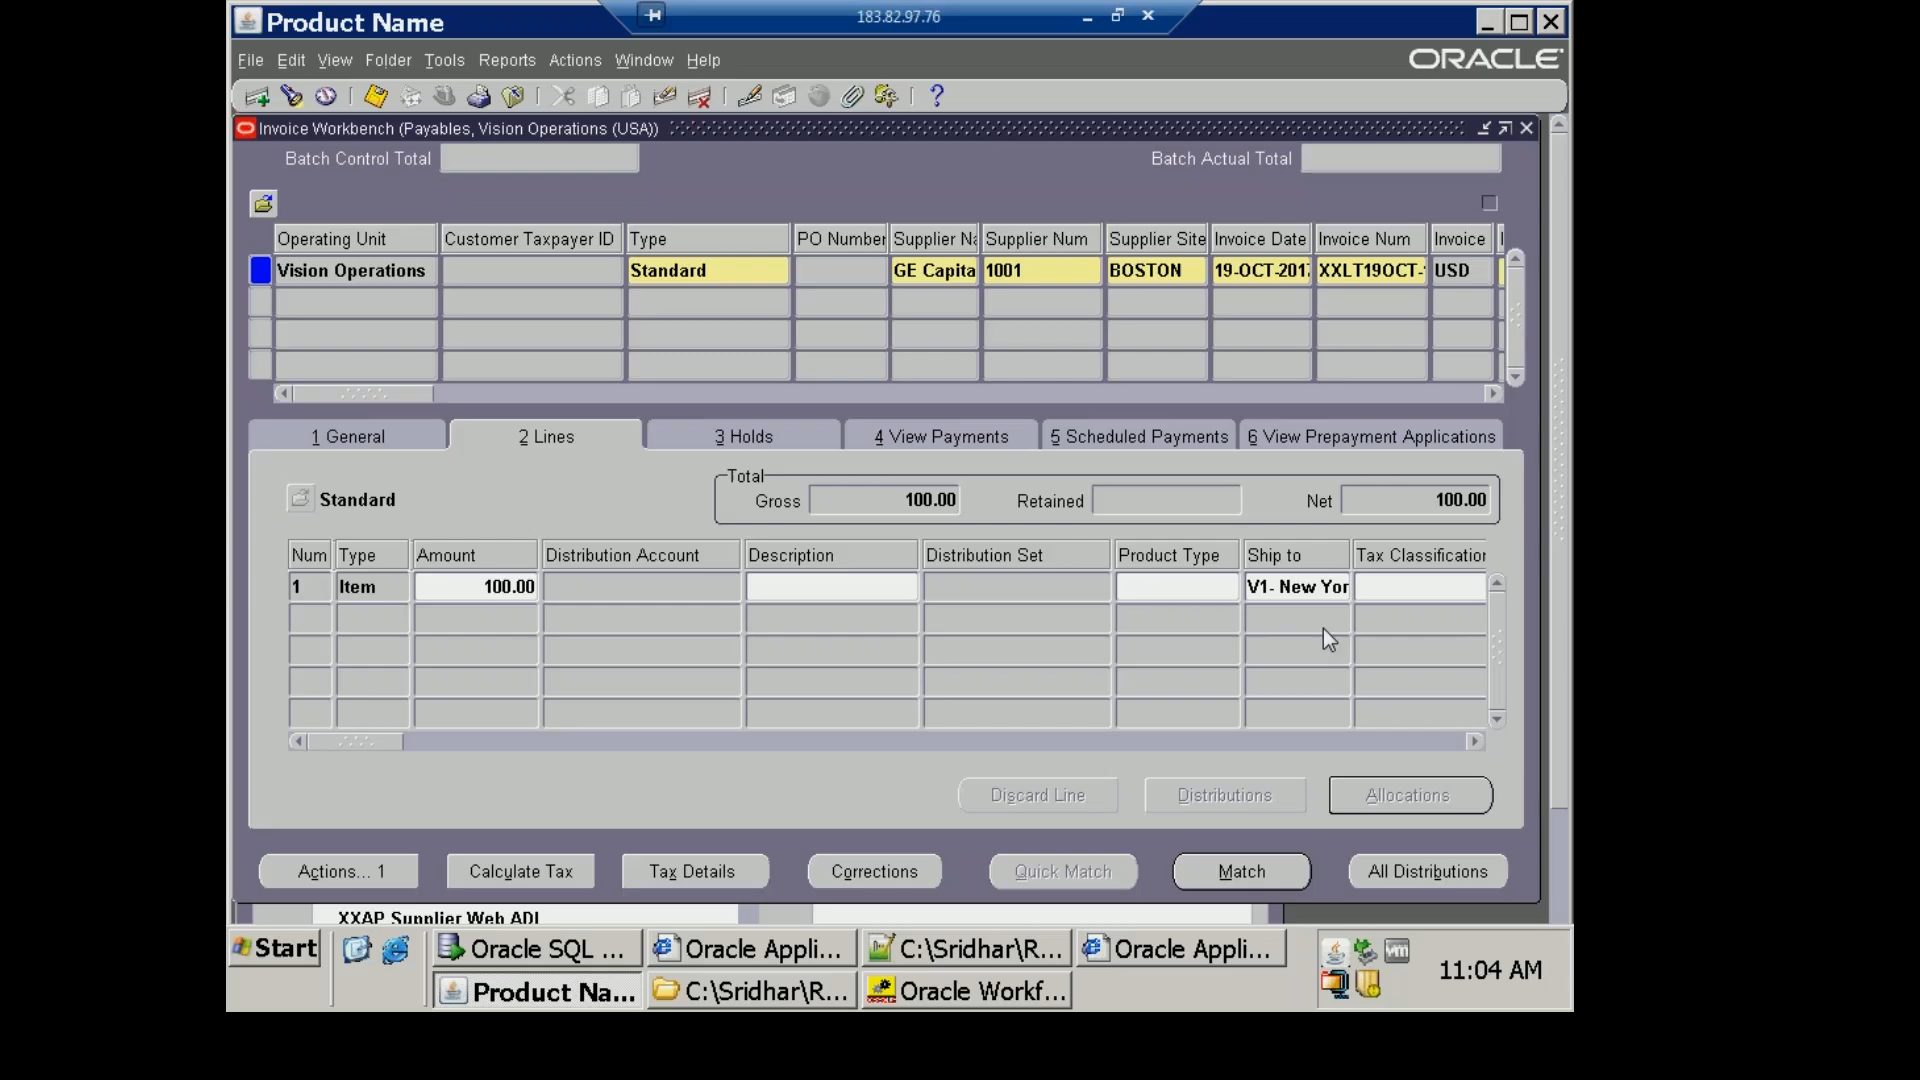 Product Name
183.82.97.76
File Edit View Folder Tools Reports Actions Window Help
ORACLE
Invoice Workbench (Payables, Vision Operations (USA))
Batch Control Total
Batch Actual Total
Operating Unit Customer Taxpayer ID Type PO Number Supplier Na Supplier Num Supplier Site Invoice Date Invoice Num Invoice
Vision Operations Standard GE Capita 1001 BOSTON 19-OCT-201 XXLT19OCT- USD
1 General 2 Lines 3 Holds 4 View Payments 5 Scheduled Payments 6 View Prepayment Applications
Total
Standard Gross 100.00 Retained Net 100.00
Num Type Amount Distribution Account Description Distribution Set Product Type Ship to Tax Classification
1 Item 100.00 V1- New Yor
Discard Line Distributions Allocations
Actions... 1 Calculate Tax Tax Details Corrections Quick Match Match All Distributions
XXAP Supplier Web ADI
Start Oracle SQL ... Oracle Appli... C:\Sridhar\R... Oracle Appli...
11:04 AM
Product Na... C:\Sridhar\R... Oracle Workf...